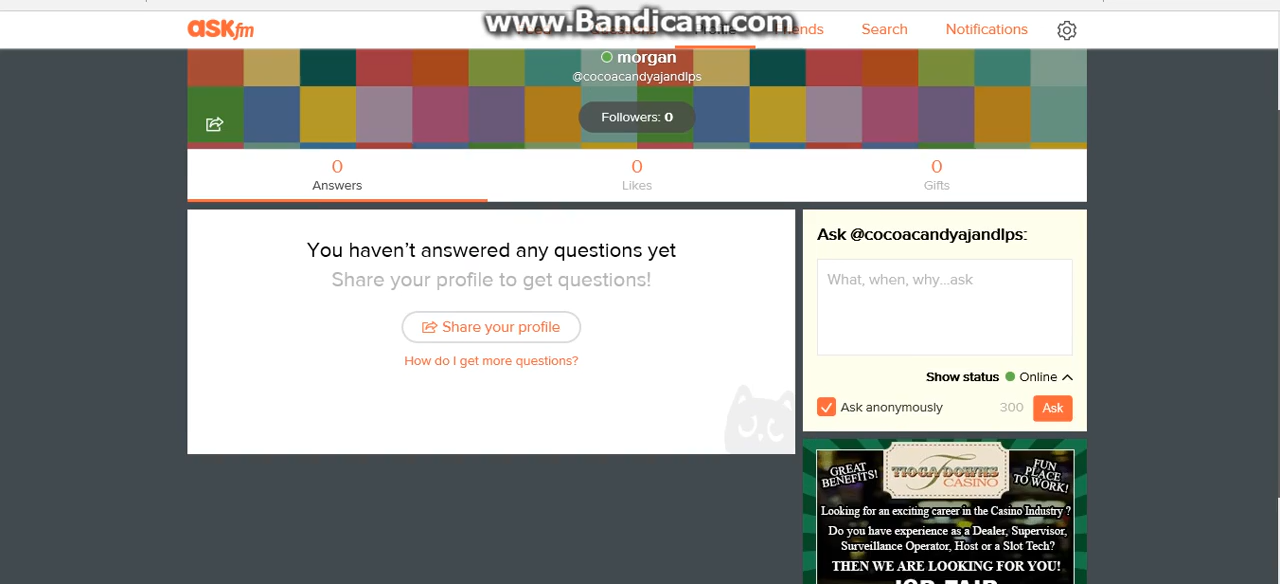 www.Bandicam.com
ASKfm
Profile Friends Search Notifications
morgan
@cocoacandyajandlps
Followers: 0
0 0 0
Answers Likes Gifts
You haven't answered any questions yet
Share your profile to get questions!
Share your profile
How do I get more questions?
Ask @cocoacandyajandlps:
What, when, why...ask
Show status Online
Ask anonymously 300 Ask
GREAT BENEFITS!
TIOGA DOWNS
CASINO
FUN PLACE TO WORK!
Looking for an exciting career in the Casino Industry ?
Do you have experience as a Dealer, Supervisor,
Surveillance Operator, Host or a Slot Tech?
THEN WE ARE LOOKING FOR YOU!
JOB FAIR